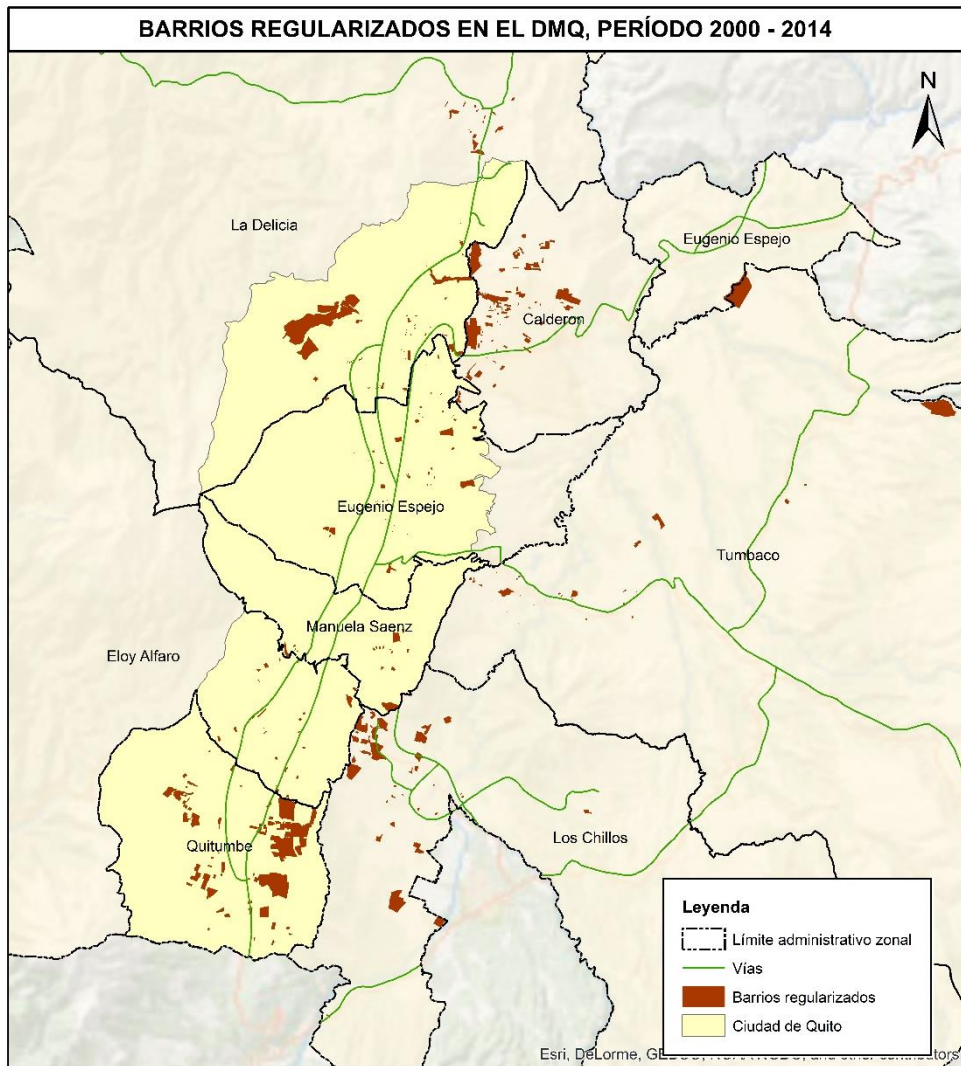 BARRIOS REGULARIZADOS EN EL DMQ, PERÍODO 2000 - 2014
N
La Delicia
Eugenio Espejo
Calderon
Eugenio Espejo
Tumbaco
Manuela Saenz
Eloy Alfaro
Quitumbe
Los Chillos
Leyenda
Límite administrativo zonal
Vías
Barrios regularizados
Ciudad de Quito
Esri, DeLorme, and other contributors